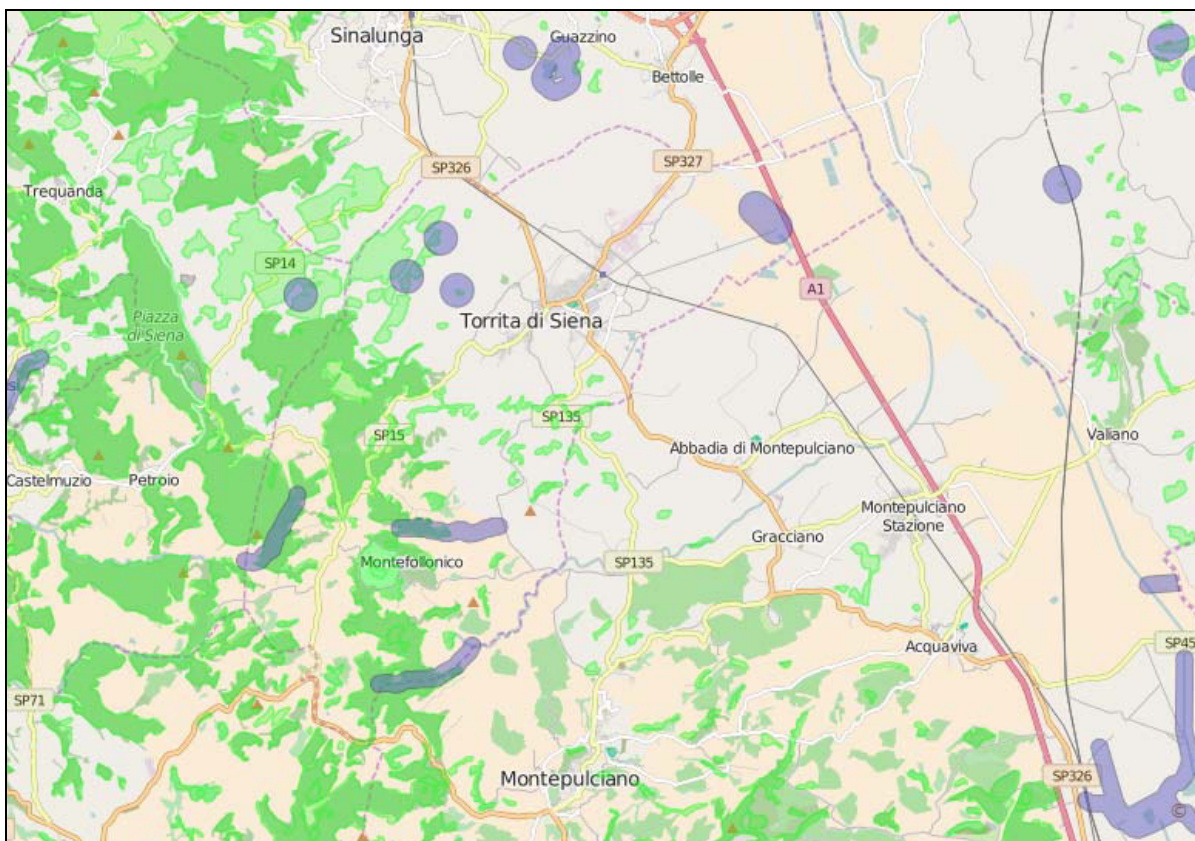 Sinalunga
Guazzino
Bettolle
SP326
SP327
Trequanda
SP14
A1
Piazza
di Siena
Torrita di Siena
SP135
SP15
Abbadia di Montepulciano
Valiano
Castelmuzio
Petroio
Montepulciano
Stazione
Gracciano
Montefollonico
SP135
Acquaviva
SP45
SP71
Montepulciano
SP326
©